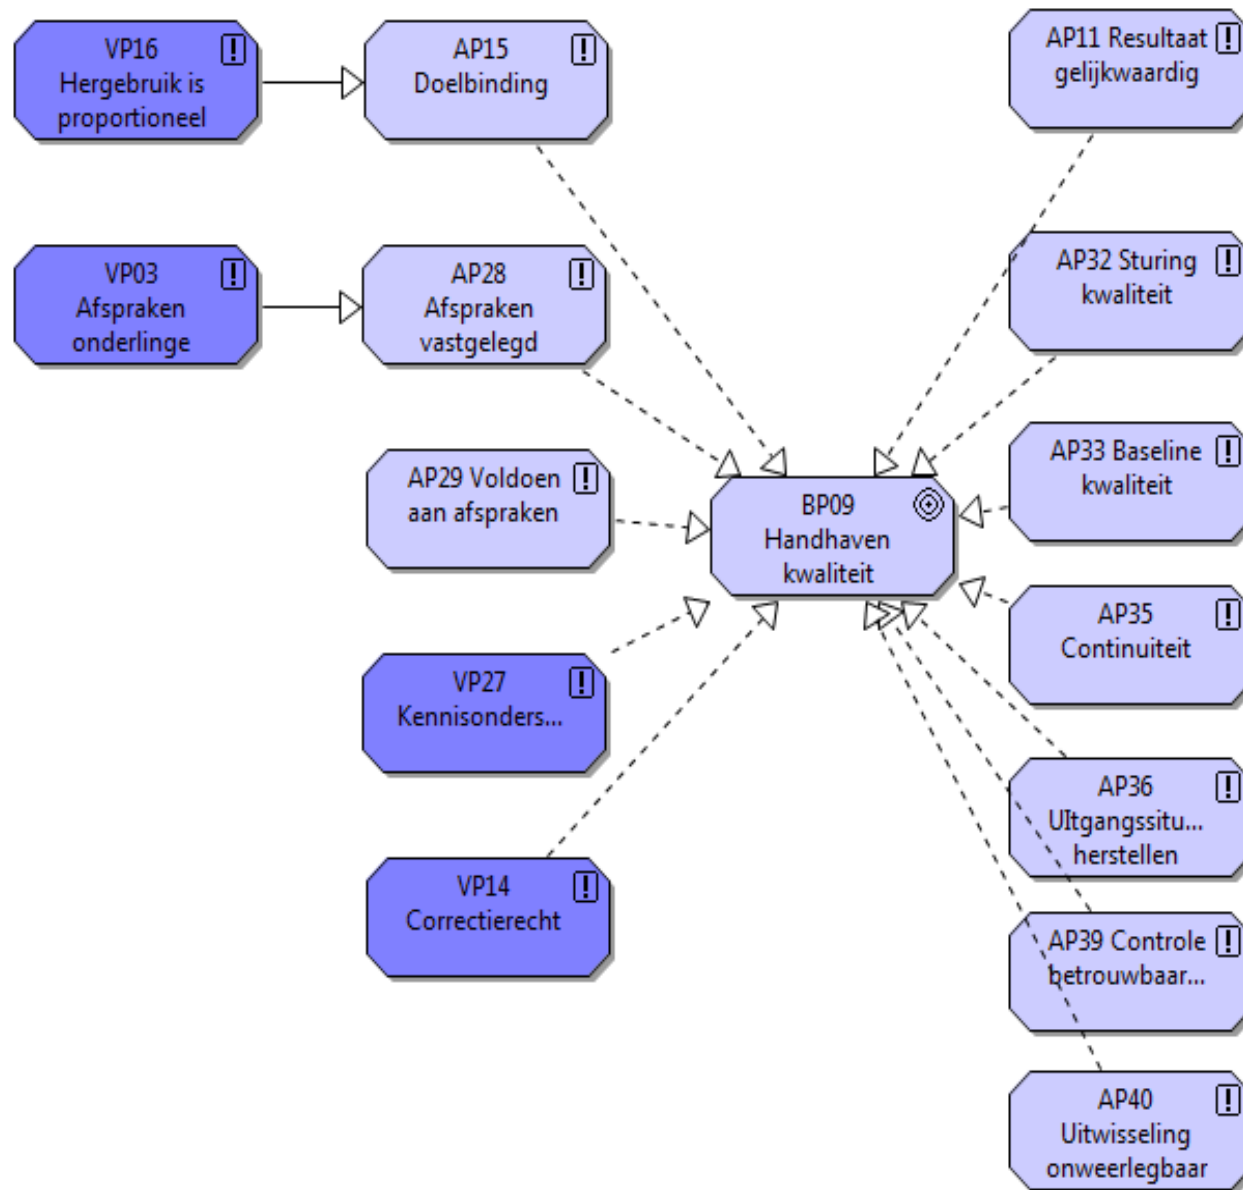 VP16
Hergebruik is
proportioneel
AP15
Doelbinding
AP11 Resultaat
gelijkwaardig
VP03
Afspraken
onderlinge
AP28
Afspraken
vastgelegd
AP32 Sturing
kwaliteit
AP29 Voldoen
aan afspraken
BP09
Handhaven
kwaliteit
AP33 Baseline
kwaliteit
AP35
Continuiteit
VP27
Kennisonders...
AP36
UItgangssitu...
herstellen
VP14
Correctierecht
AP39 Controle
betrouwbaar...
AP40
Uitwisseling
onweerlegbaar